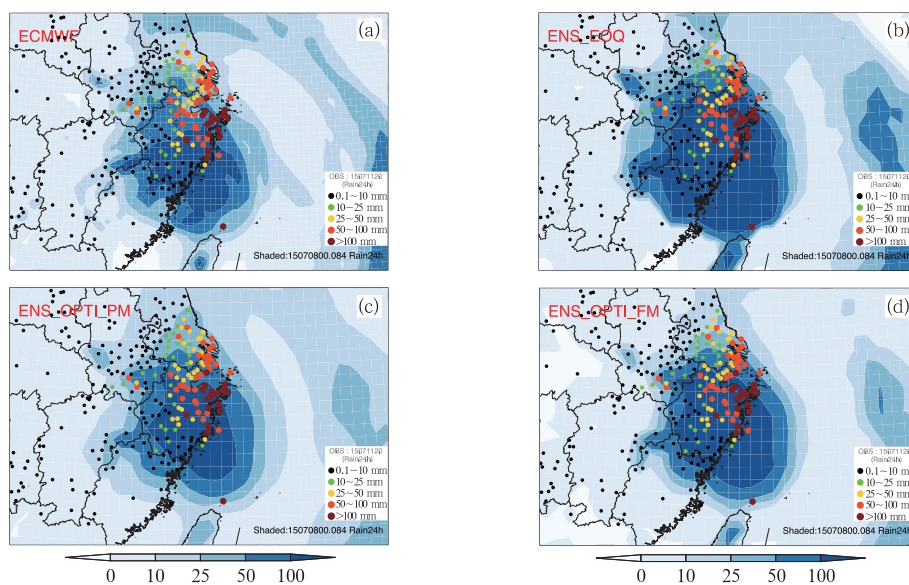 ECMWF (a)
OBS : 15071120
(Rain24h)
0.1~10 mm
10~25 mm
25~50 mm
50~100 mm
>100 mm
Shaded:15070800.084 Rain24h
ENS_EOQ (b)
OBS : 15071120
(Rain24h)
0.1~10 mm
10~25 mm
25~50 mm
50~100 mm
>100 mm
Shaded:15070800.084 Rain24h
ENS_OPTI_PM (c)
OBS : 15071120
(Rain24h)
0.1~10 mm
10~25 mm
25~50 mm
50~100 mm
>100 mm
Shaded:15070800.084 Rain24h
ENS_OPTI_FM (d)
OBS : 15071120
(Rain24h)
0.1~10 mm
10~25 mm
25~50 mm
50~100 mm
>100 mm
Shaded:15070800.084 Rain24h
0 10 25 50 100
0 10 25 50 100